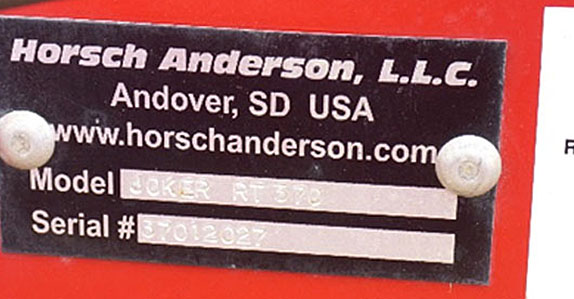 Horsch Anderson, L.L.C.
Andover, SD USA
www.horschanderson.com
Model JOKER RT 370
Serial # 37012027
R